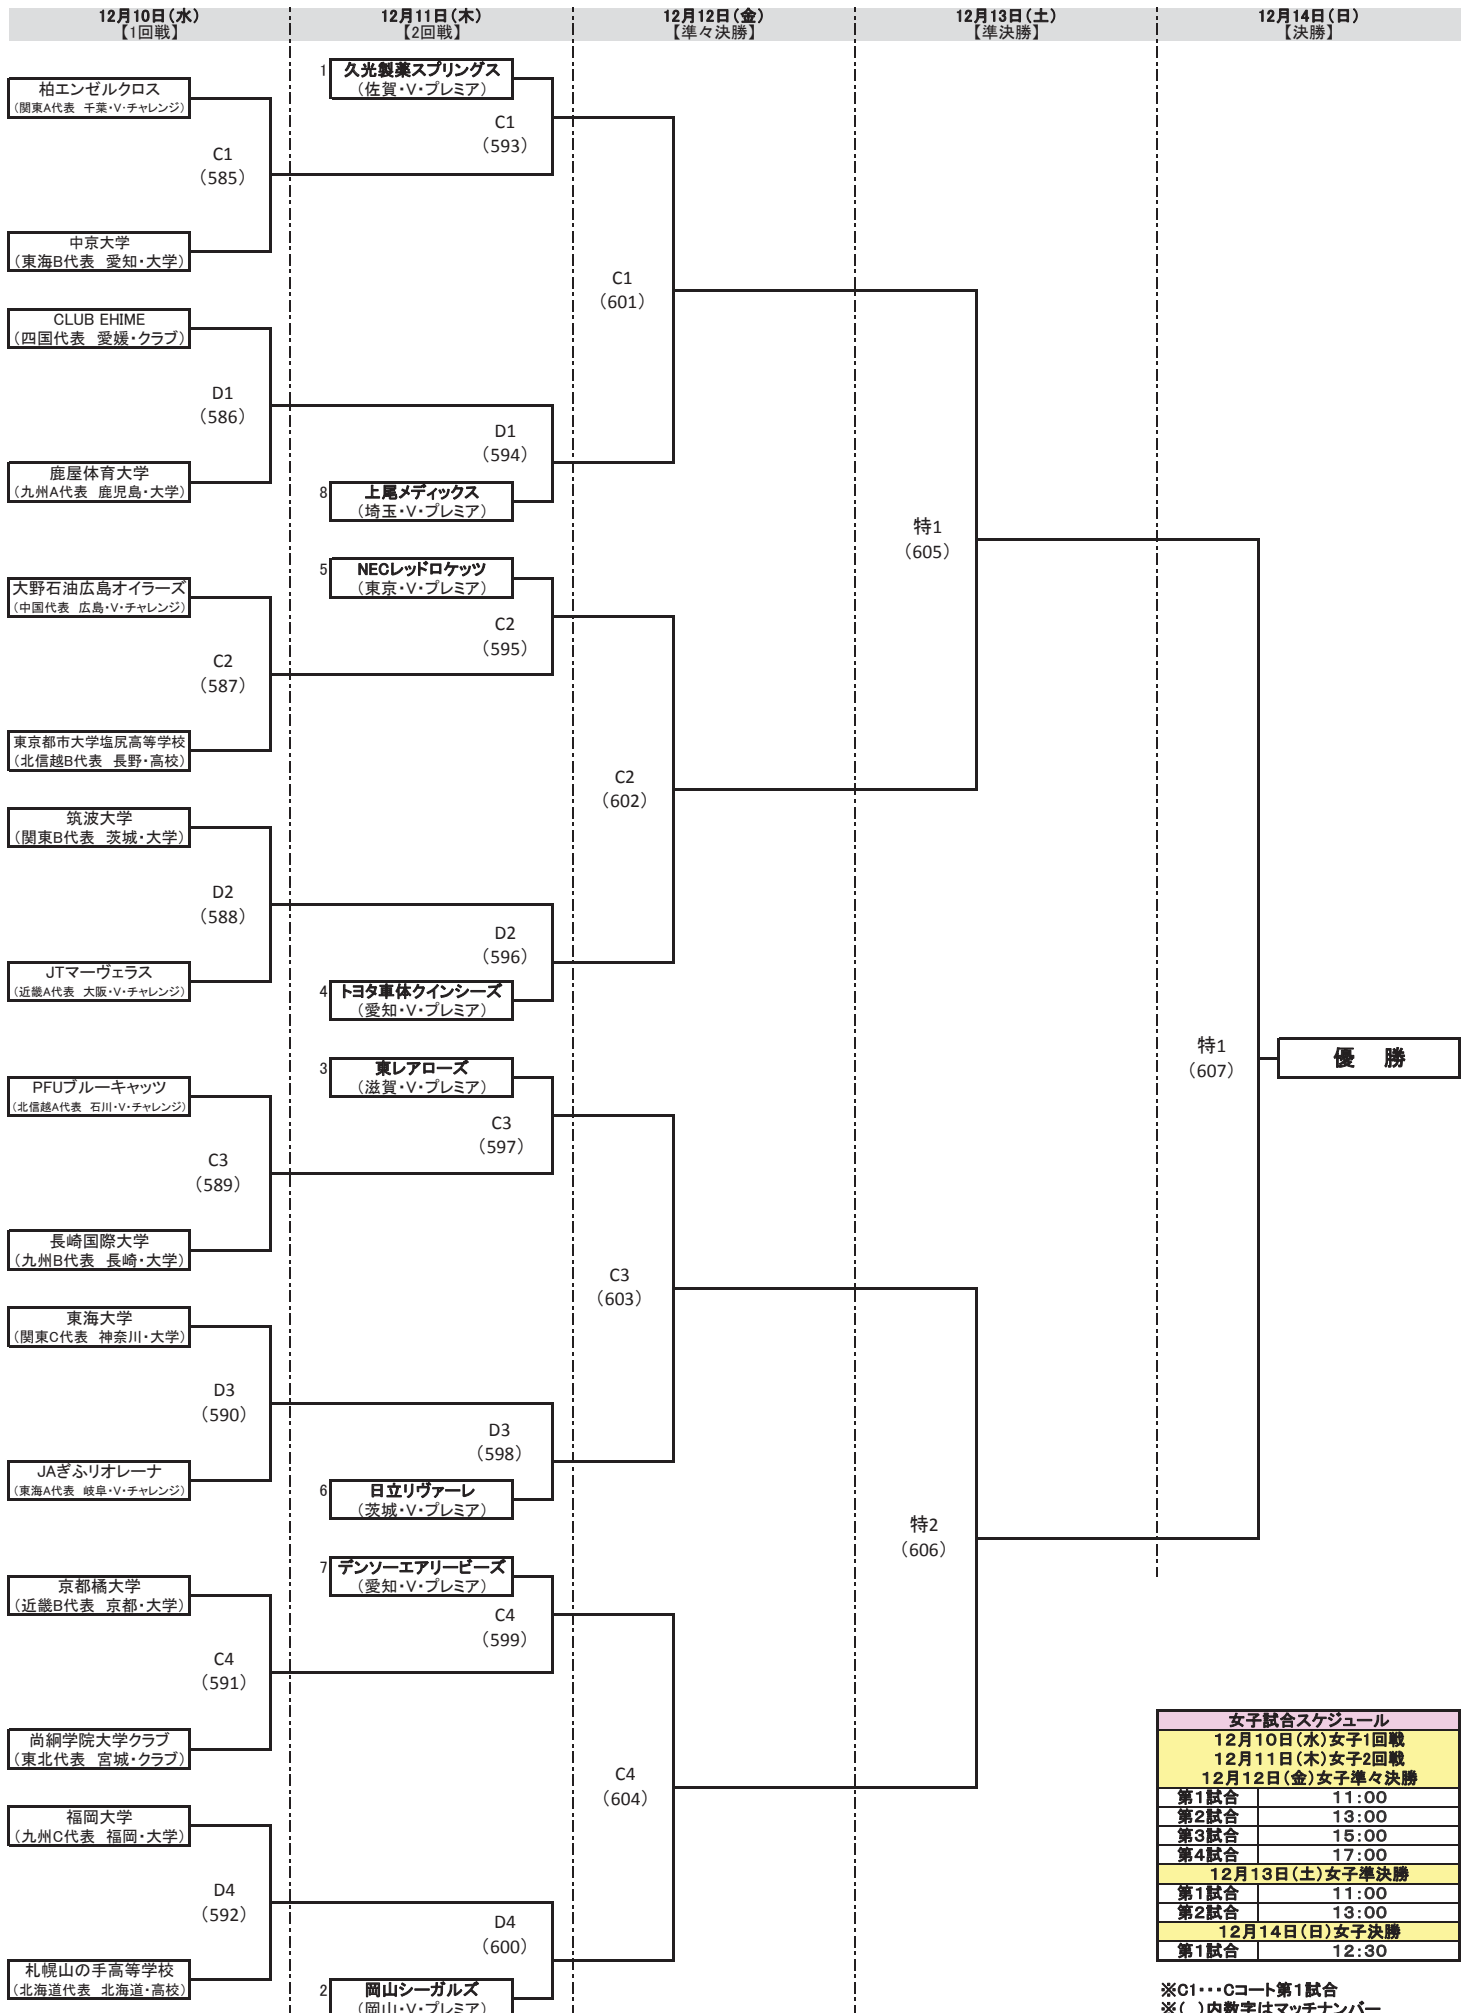 12月10日(水)
【1回戦】
12月11日(木)
【2回戦】
12月12日(金)
【準々決勝】
12月13日(土)
【準決勝】
12月14日(日)
【決勝】
柏エンゼルクロス
(関東A代表 千葉・V・チャレンジ)
C1
(585)
中京大学
(東海B代表 愛知・大学)
CLUB EHIME
(四国代表 愛媛・クラブ)
D1
(586)
鹿屋体育大学
(九州A代表 鹿児島・大学)
大野石油広島オイラーズ
(中国代表 広島・V・チャレンジ)
C2
(587)
東京都市大学塩尻高等学校
(北信越B代表 長野・高校)
筑波大学
(関東B代表 茨城・大学)
D2
(588)
JTマーヴェラス
(近畿A代表 大阪・V・チャレンジ)
PFUブルーキャッツ
(北信越A代表 石川・V・チャレンジ)
C3
(589)
長崎国際大学
(九州B代表 長崎・大学)
東海大学
(関東C代表 神奈川・大学)
D3
(590)
JAぎふリオレーナ
(東海A代表 岐阜・V・チャレンジ)
京都橘大学
(近畿B代表 京都・大学)
C4
(591)
尚絅学院大学クラブ
(東北代表 宮城・クラブ)
福岡大学
(九州C代表 福岡・大学)
D4
(592)
札幌山の手高等学校
(北海道代表 北海道・高校)
1 久光製薬スプリングス
(佐賀・V・プレミア)
C1
(593)
D1
(594)
8 上尾メディックス
(埼玉・V・プレミア)
5 NECレッドロケッツ
(東京・V・プレミア)
C2
(595)
D2
(596)
4 トヨタ車体クインシーズ
(愛知・V・プレミア)
3 東レアローズ
(滋賀・V・プレミア)
C3
(597)
D3
(598)
6 日立リヴァーレ
(茨城・V・プレミア)
7 デンソーエアリービーズ
(愛知・V・プレミア)
C4
(599)
D4
(600)
2 岡山シーガルズ
(岡山・V・プレミア)
C1
(601)
C2
(602)
C3
(603)
C4
(604)
特1
(605)
特2
(606)
特1
(607)
優 勝
女子試合スケジュール
12月10日(水)女子1回戦
12月11日(木)女子2回戦
12月12日(金)女子準々決勝
第1試合 11:00
第2試合 13:00
第3試合 15:00
第4試合 17:00
12月13日(土)女子準決勝
第1試合 11:00
第2試合 13:00
12月14日(日)女子決勝
第1試合 12:30
※C1・・・Cコート第1試合
※( )内数字はマッチナンバー